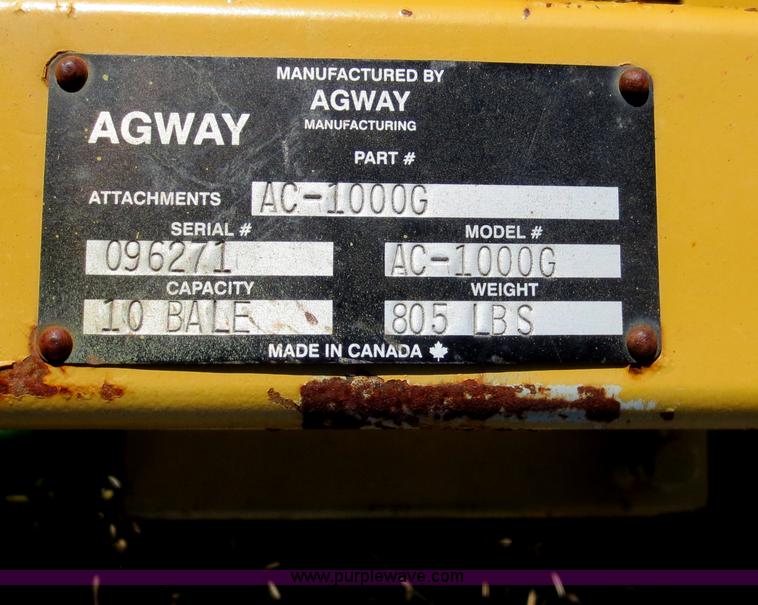 MANUFACTURED BY
AGWAY
MANUFACTURING
AGWAY
PART #
ATTACHMENTS AC-1000G
SERIAL # MODEL #
096271 AC-1000G
CAPACITY WEIGHT
10 BALE 805 LBS
MADE IN CANADA
www.purplewave.com